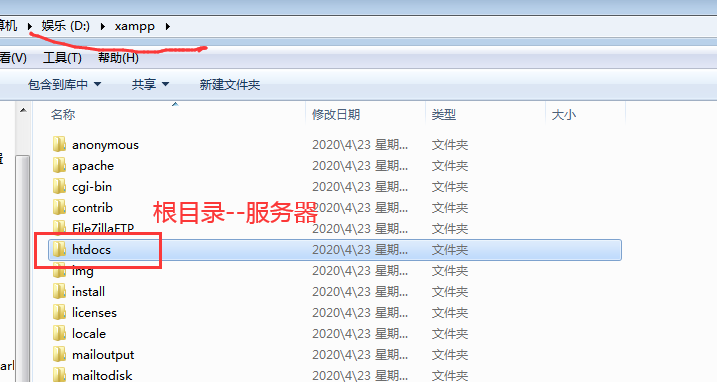 算机 ▸ 娱乐 (D:) ▸ xampp ▸
看(V) 工具(T) 帮助(H)
包含到库中 共享 新建文件夹
名称 修改日期 类型 大小
anonymous 2020\4\23 星期... 文件夹
apache 2020\4\23 星期... 文件夹
cgi-bin 2020\4\23 星期... 文件夹
contrib 2020\4\23 星期... 文件夹
根目录--服务器
FileZillaFTP 2020\4\23 星期... 文件夹
htdocs 2020\4\23 星期... 文件夹
img 2020\4\23 星期... 文件夹
install 2020\4\23 星期... 文件夹
licenses 2020\4\23 星期... 文件夹
locale 2020\4\23 星期... 文件夹
mailoutput 2020\4\23 星期... 文件夹
mailtodisk 2020\4\23 星期... 文件夹